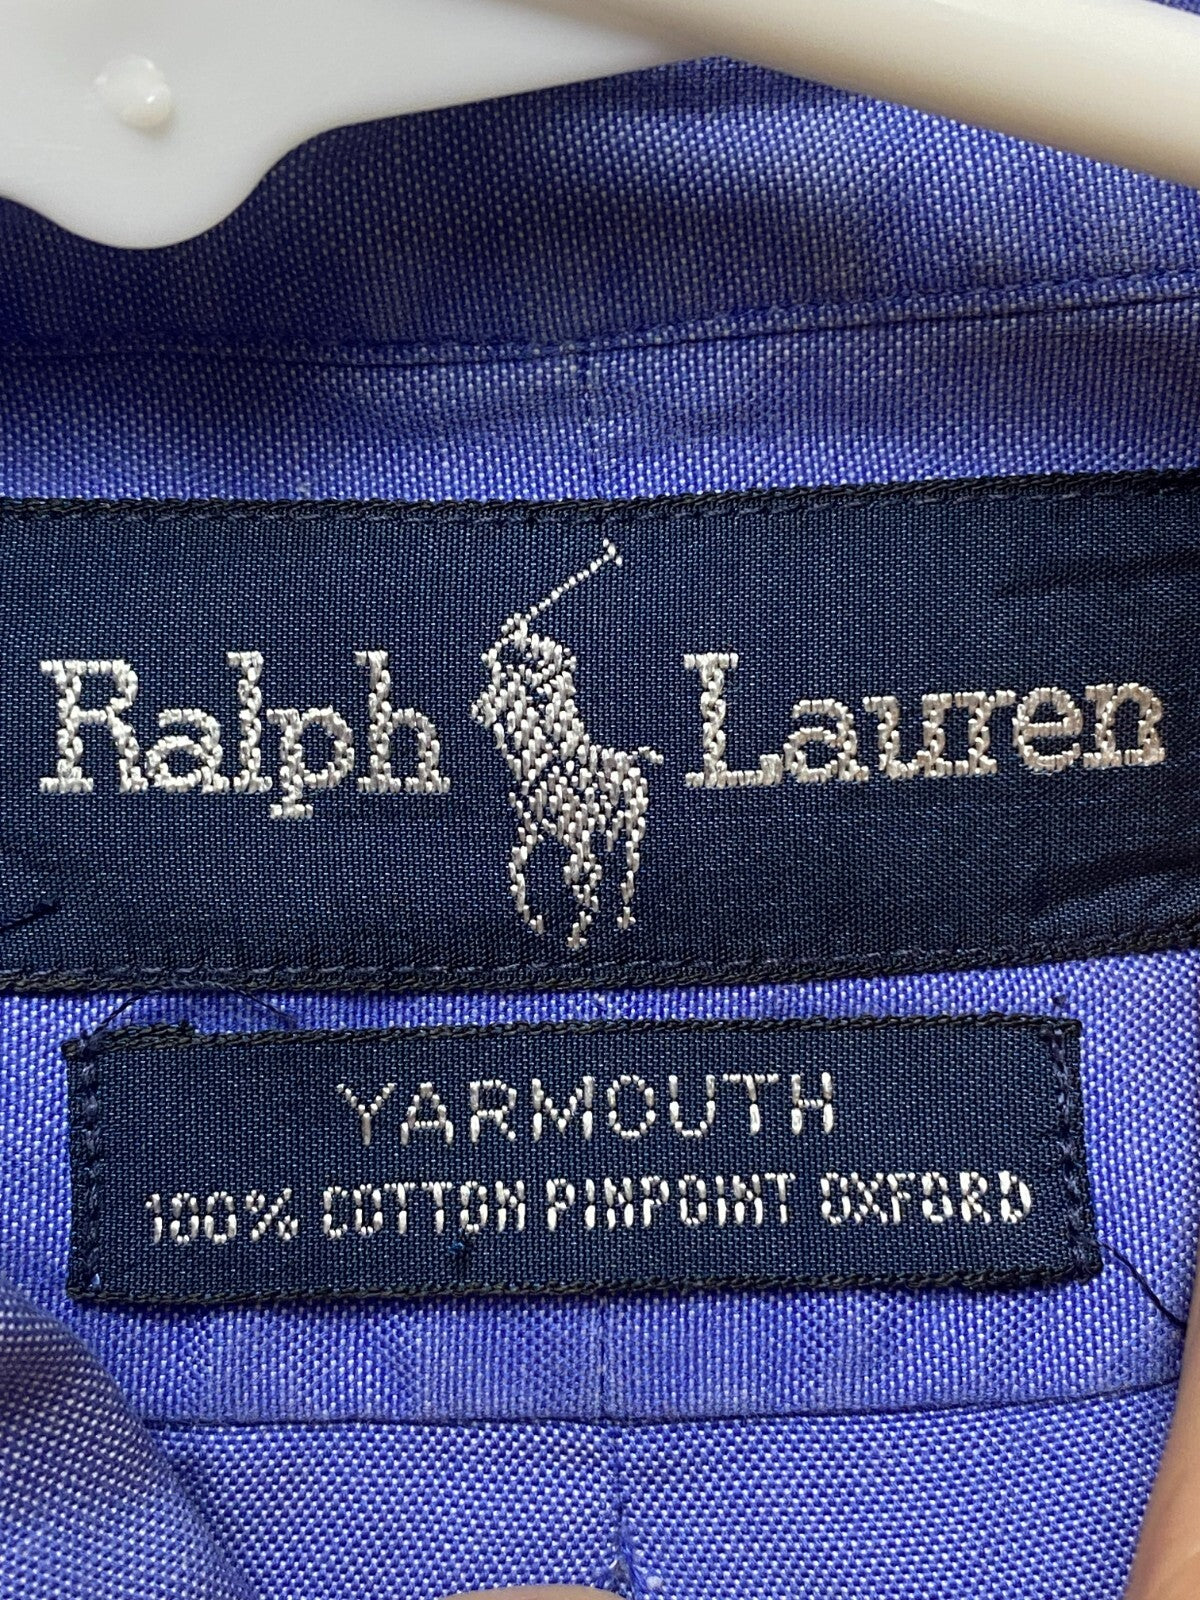 Ralph Lauren
YARMOUTH
100% COTTON PINPOINT OXFORD